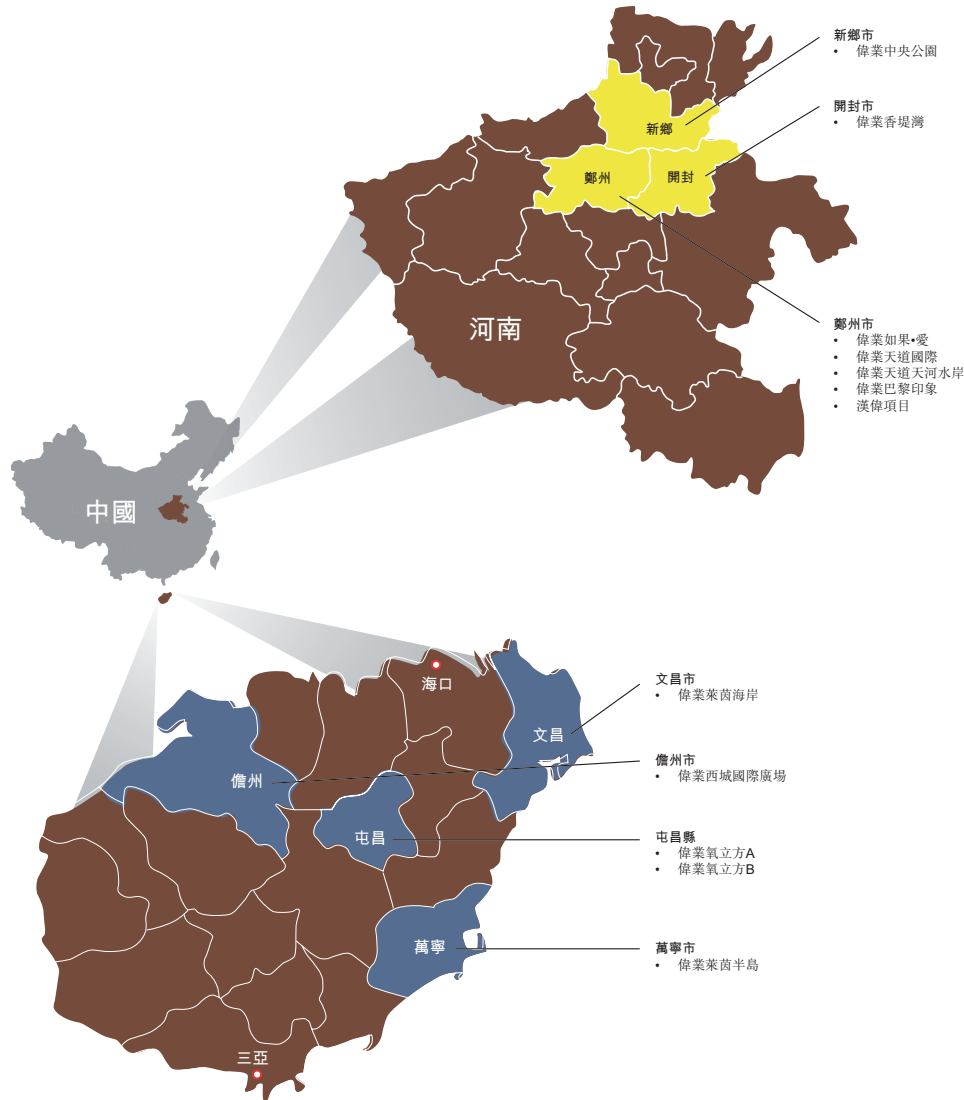 新鄉市
• 偉業中央公園
開封市
• 偉業香堤灣
新鄉
鄭州
開封
河南
鄭州市
• 偉業如果•愛
• 偉業天道國際
• 偉業天道天河水岸
• 偉業巴黎印象
• 漢偉項目
中國
海口
文昌
儋州
屯昌
萬寧
三亞
文昌市
• 偉業萊茵海岸
儋州市
• 偉業西城國際廣場
屯昌縣
• 偉業氧立方A
• 偉業氧立方B
萬寧市
• 偉業萊茵半島